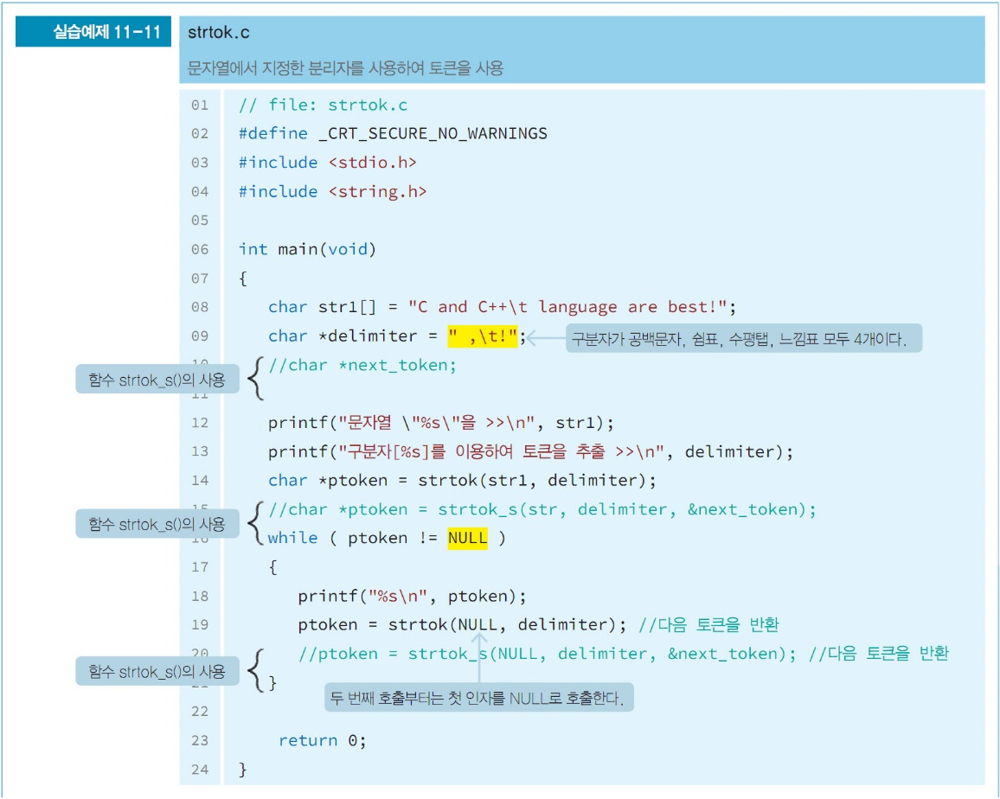 실습예제 11-11
strtok.c
문자열에서 지정한 분리자를 사용하여 토큰을 사용
01 // file: strtok.c
02 #define _CRT_SECURE_NO_WARNINGS
03 #include <stdio.h>
04 #include <string.h>
05
06 int main(void)
07 {
08 char str1[] = "C and C++\t language are best!";
09 char *delimiter = " ,\t!"; 구분자가 공백문자, 쉼표, 수평탭, 느낌표 모두 4개이다.
10 //char *next_token;
함수 strtok_s()의 사용
11
12 printf("문자열 \"%s\"을 >>\n", str1);
13 printf("구분자[%s]를 이용하여 토큰을 추출 >>\n", delimiter);
14 char *ptoken = strtok(str1, delimiter);
15 //char *ptoken = strtok_s(str, delimiter, &next_token);
함수 strtok_s()의 사용
16 while ( ptoken != NULL )
17 {
18 printf("%s\n", ptoken);
19 ptoken = strtok(NULL, delimiter); //다음 토큰을 반환
20 //ptoken = strtok_s(NULL, delimiter, &next_token); //다음 토큰을 반환
함수 strtok_s()의 사용
21 }
두 번째 호출부터는 첫 인자를 NULL로 호출한다.
22
23 return 0;
24 }